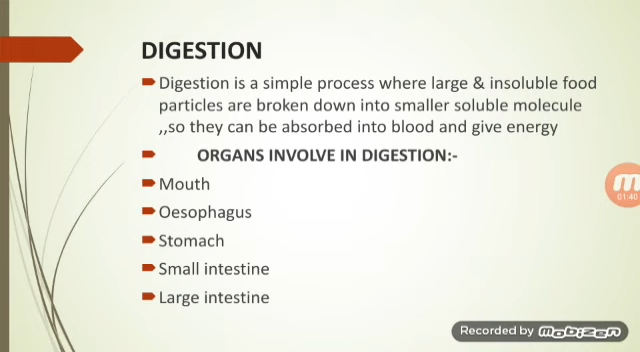 DIGESTION
Digestion is a simple process where large & insoluble food
particles are broken down into smaller soluble molecule
,,so they can be absorbed into blood and give energy
ORGANS INVOLVE IN DIGESTION:-
Mouth
Oesophagus
Stomach
Small intestine
Large intestine
01:40
Recorded by mobizen